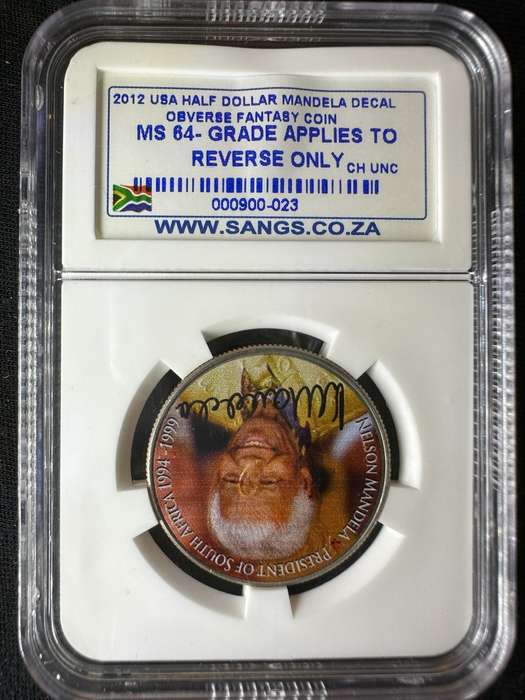 2012 USA HALF DOLLAR MANDELA DECAL
OBVERSE FANTASY COIN
MS 64- GRADE APPLIES TO
REVERSE ONLY CH UNC
000900-023
WWW.SANGS.CO.ZA
NELSON MANDELA - PRESIDENT OF SOUTH AFRICA 1994 - 1999
NMandela